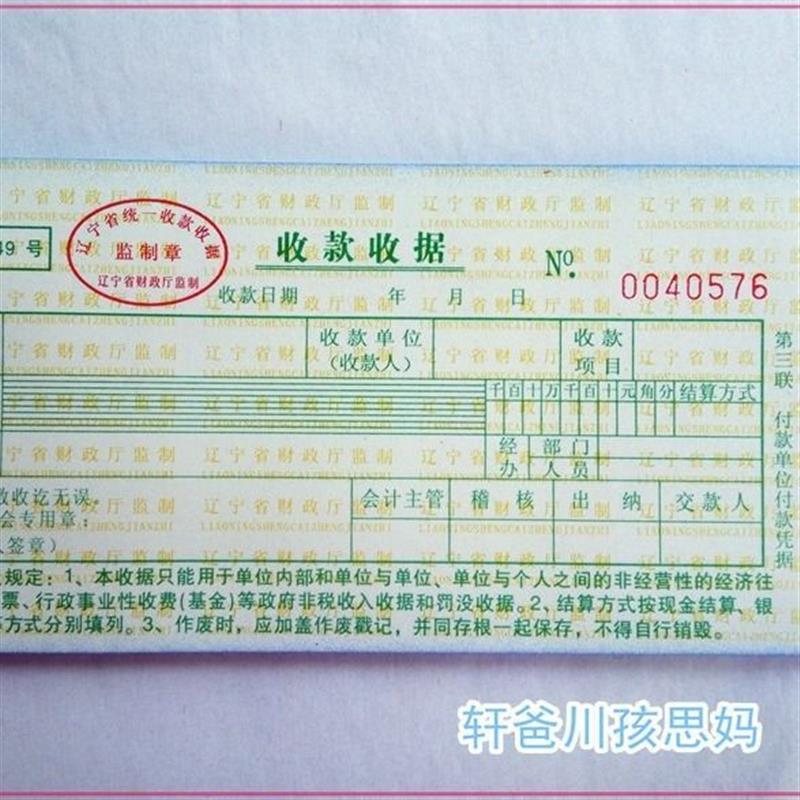 LIAONINGSHENGCAIZHENGJIANZHI
辽宁省财政厅监制
49 号
辽宁省统一收款收据
监制章
辽宁省财政厅监制
收款收据
№
0040576
收款日期 年 月 日
收款单位
(收款人)
收款
项目
千百十万千百十元角分 结算方式
经办
部门
人员
第三联 付款单位付款凭据
收讫无误。
会专用章:
签章)
会计主管 稽核 出纳 交款人
规定:1、本收据只能用于单位内部和单位与单位、单位与个人之间的非经营性的经济往
票、行政事业性收费(基金)等政府非税收入收据和罚没收据。2、结算方式按现金结算、银
方式分别填列。3、作废时,应加盖作废戳记,并同存根一起保存,不得自行销毁。
轩爸川孩思妈